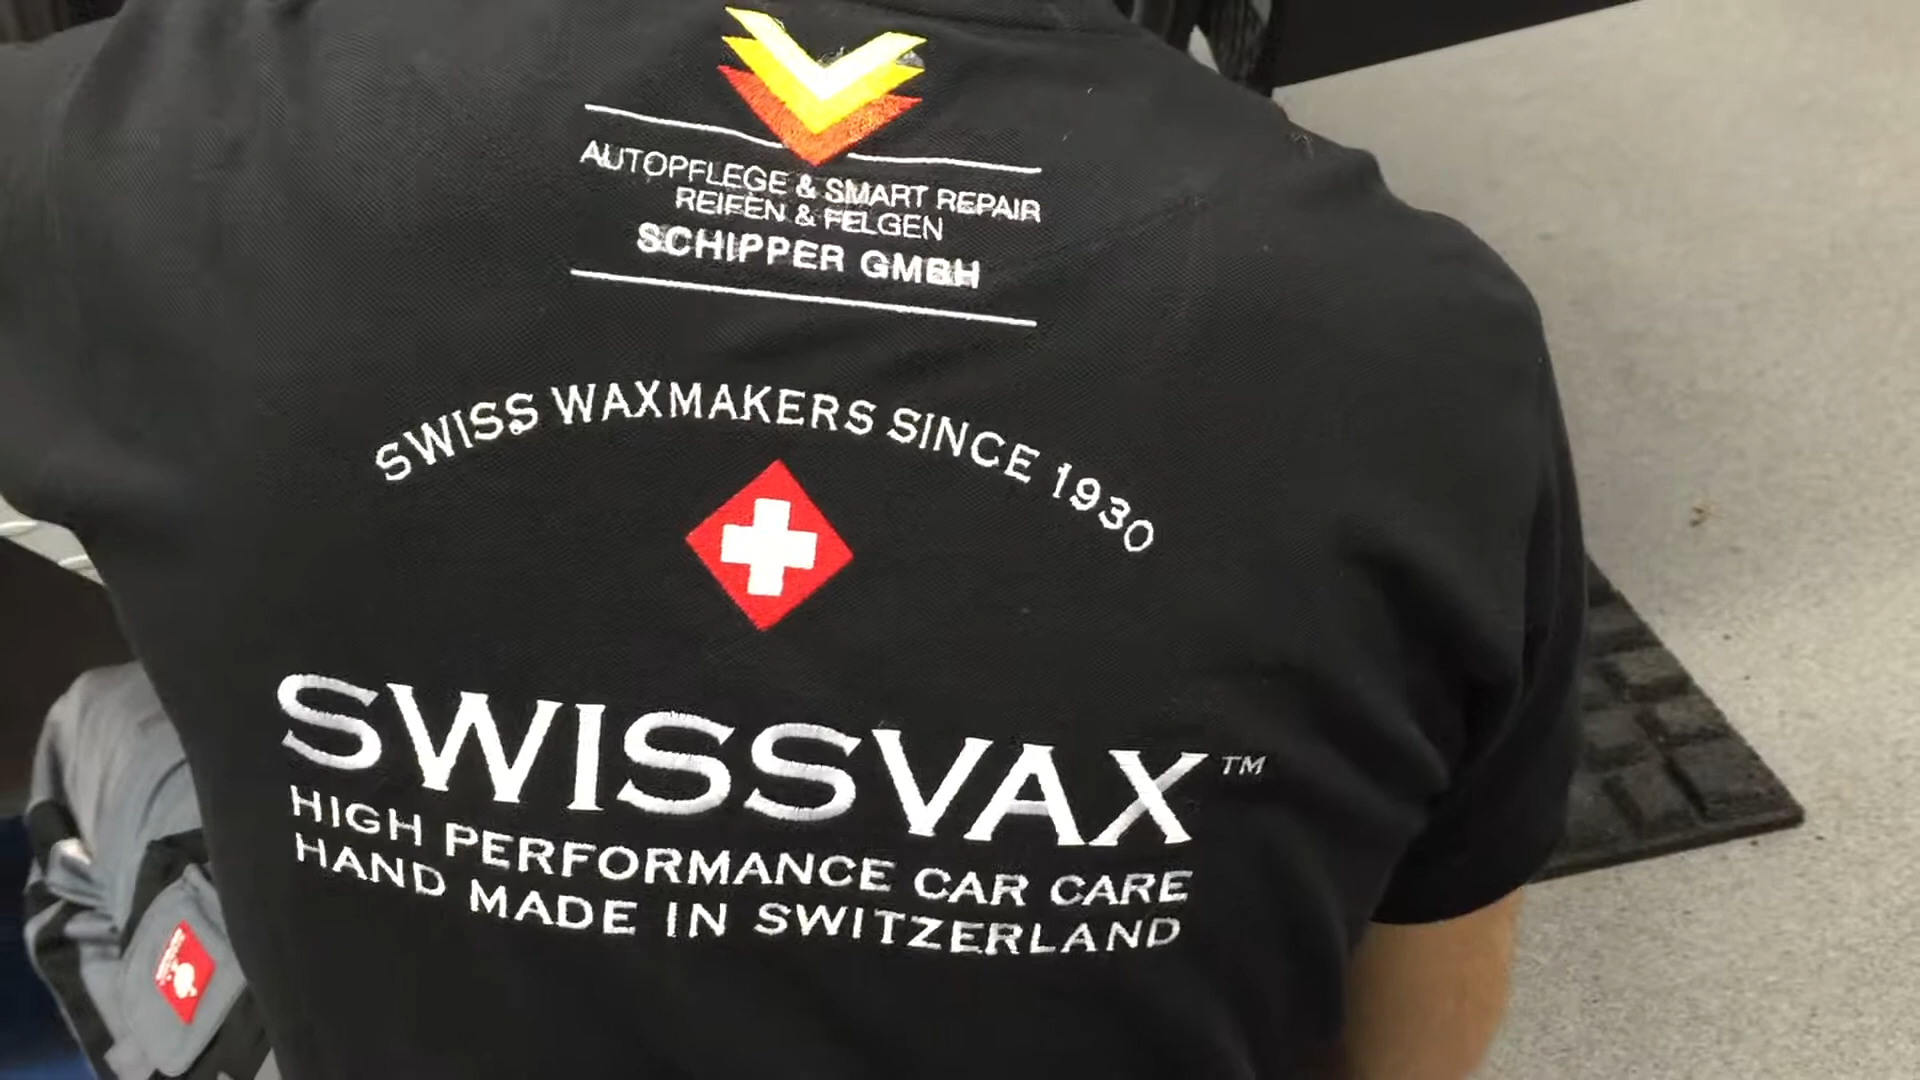 AUTOPFLEGE & SMART REPAIR
REIFEN & FELGEN
SCHIPPER GMBH
SWISS WAXMAKERS SINCE 1930
SWISSVAX™
HIGH PERFORMANCE CAR CARE
HAND MADE IN SWITZERLAND